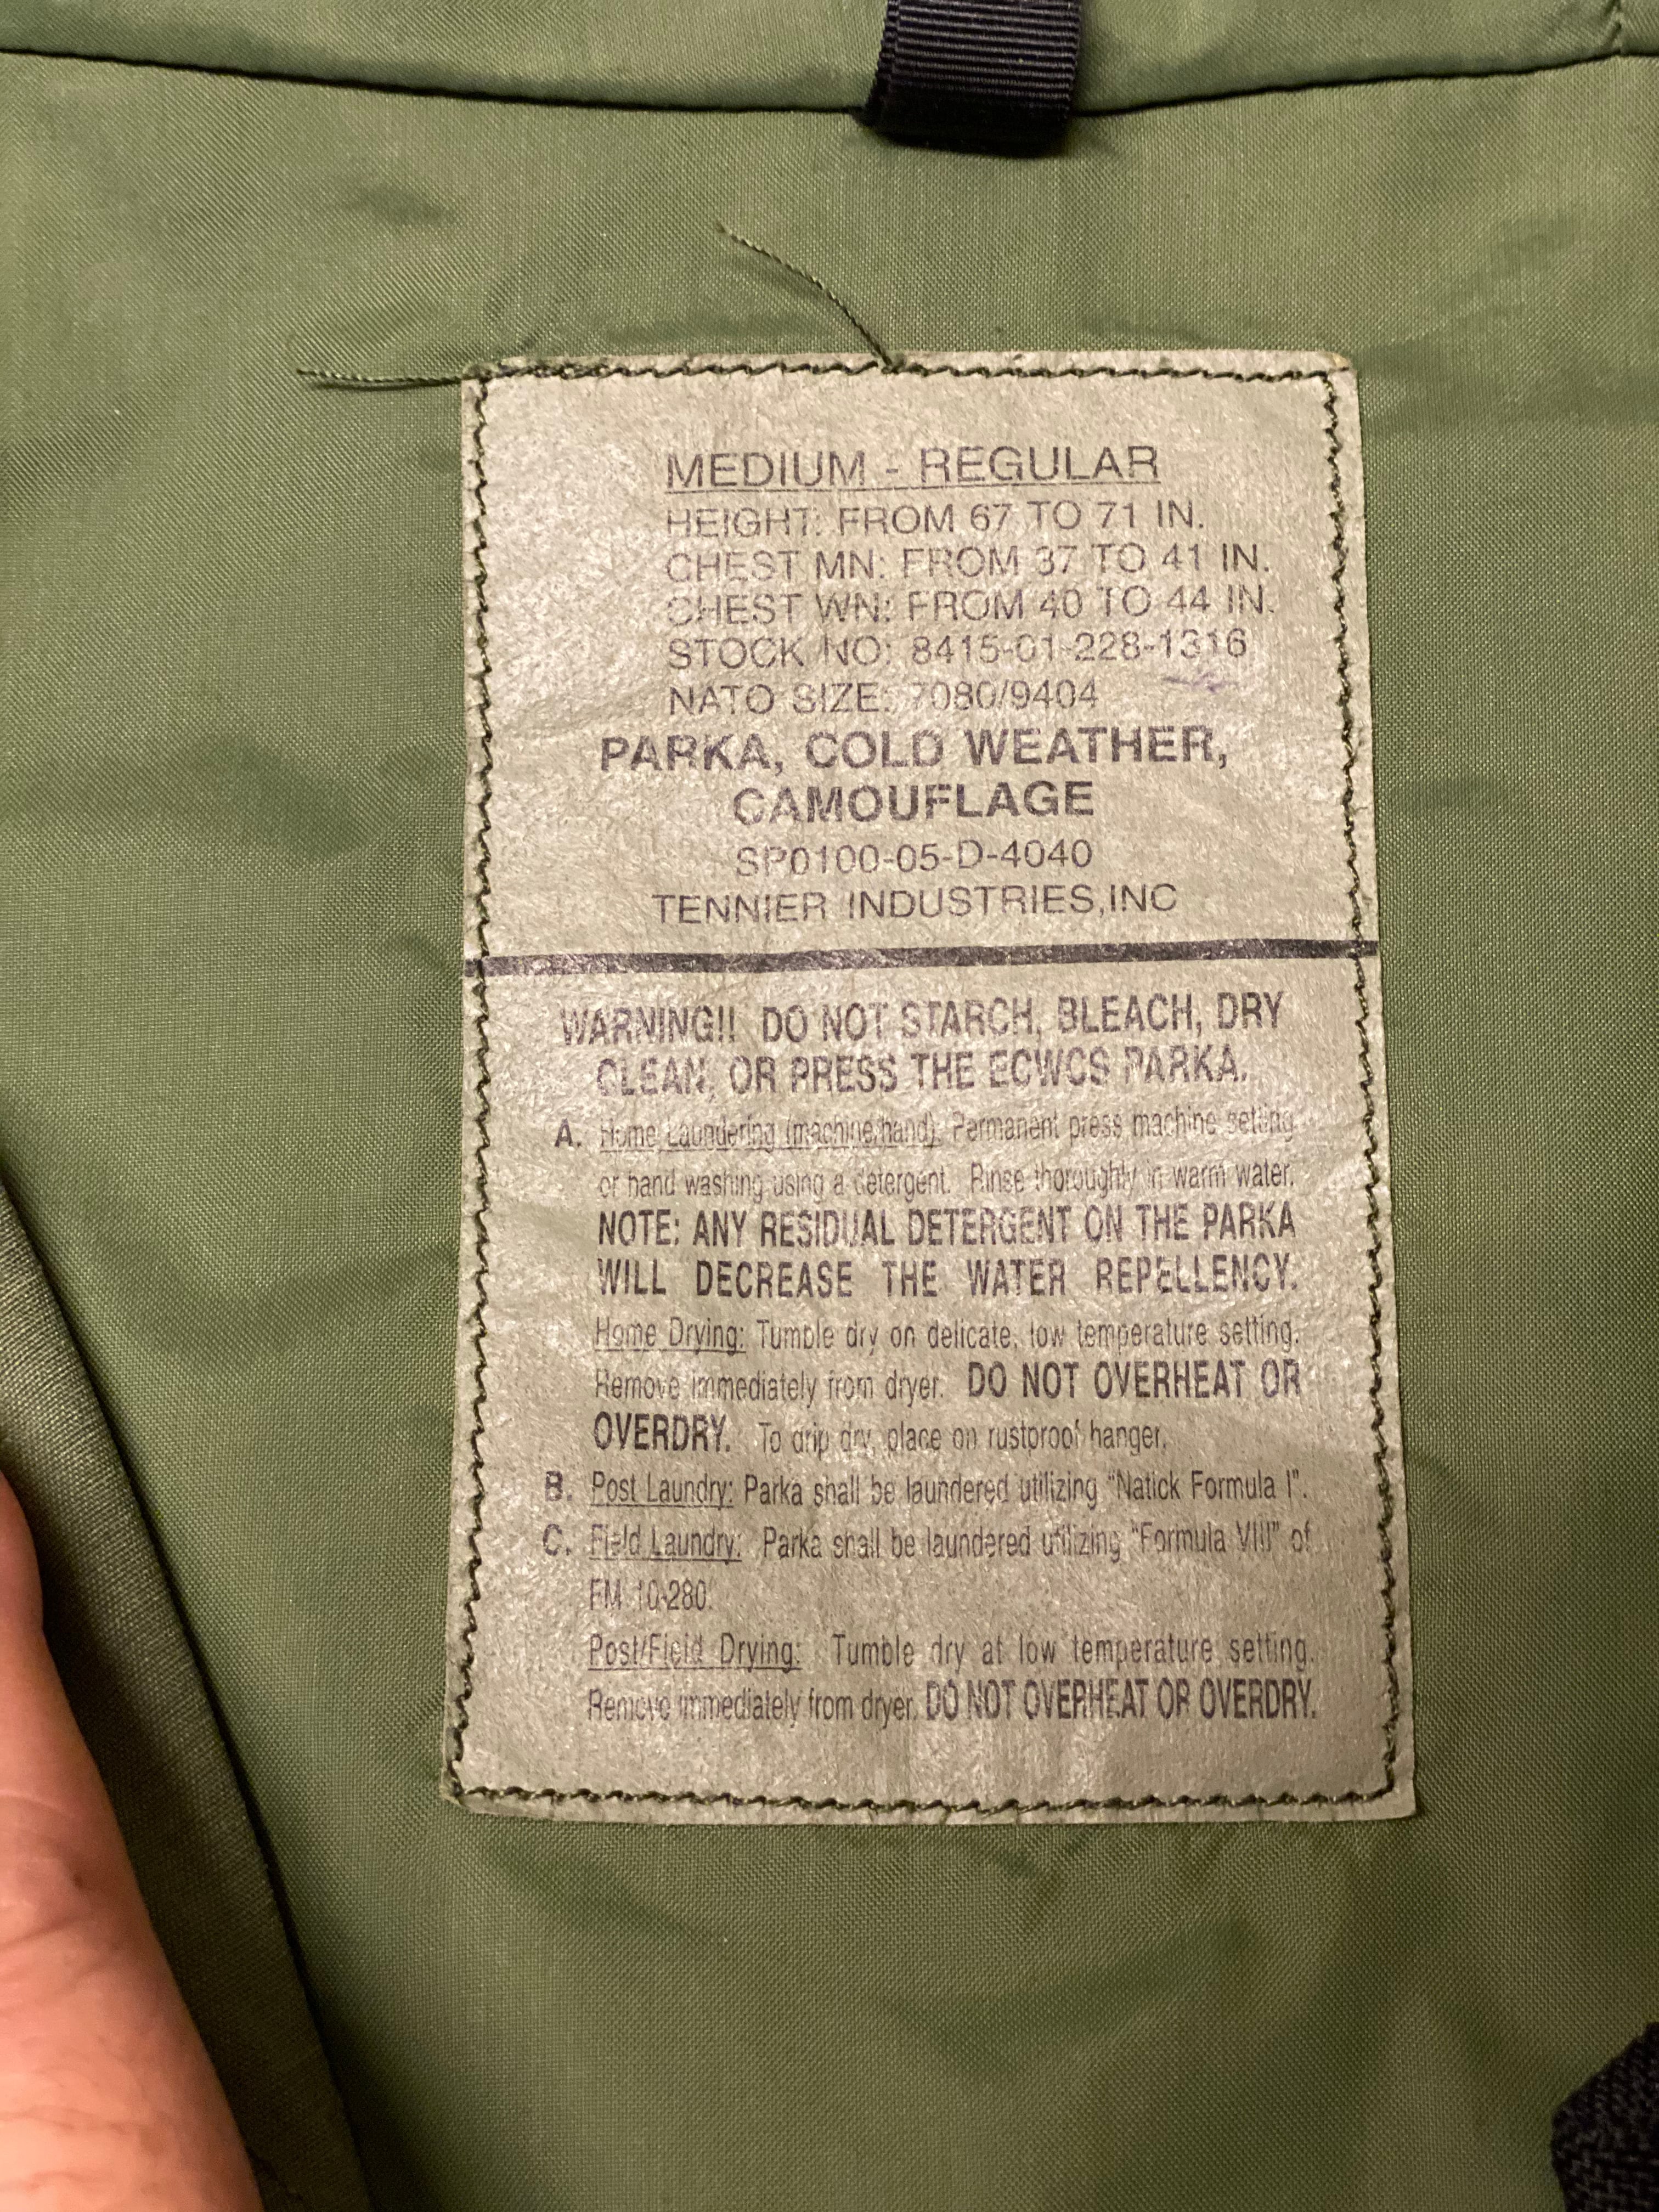 MEDIUM - REGULAR
HEIGHT: FROM 67 TO 71 IN.
CHEST MN: FROM 37 TO 41 IN.
CHEST WN: FROM 40 TO 44 IN.
STOCK NO: 8415-01-228-1316
NATO SIZE: 7080/9404
PARKA, COLD WEATHER,
CAMOUFLAGE
SP0100-05-D-4040
TENNIER INDUSTRIES,INC
WARNING!! DO NOT STARCH, BLEACH, DRY
CLEAN, OR PRESS THE ECWCS PARKA.
A. Home Laundering (machine/hand): Permanent press machine setting
or hand washing using a detergent. Rinse thoroughly in warm water.
NOTE: ANY RESIDUAL DETERGENT ON THE PARKA
WILL DECREASE THE WATER REPELLENCY.
Home Drying: Tumble dry on delicate, low temperature setting.
Remove immediately from dryer. DO NOT OVERHEAT OR
OVERDRY. To drip dry, place on rustproof hanger.
B. Post Laundry: Parka shall be laundered utilizing "Natick Formula I".
C. Field Laundry: Parka shall be laundered utilizing "Formula VIII" of
FM 10-280.
Post/Field Drying: Tumble dry at low temperature setting.
Remove immediately from dryer. DO NOT OVERHEAT OR OVERDRY.